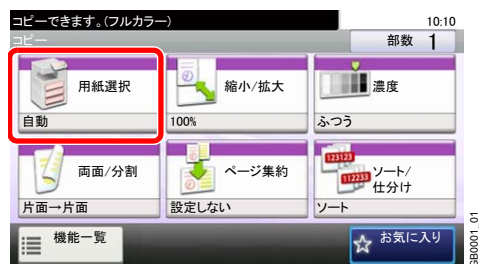 コピーできます。(フルカラー)
10:10
コピー
部数 1
用紙選択
自動
縮小/拡大
100%
濃度
ふつう
両面/分割
片面→片面
ページ集約
設定しない
123123
112233
ソート/
仕分け
ソート
機能一覧
お気に入り
GB0001_01